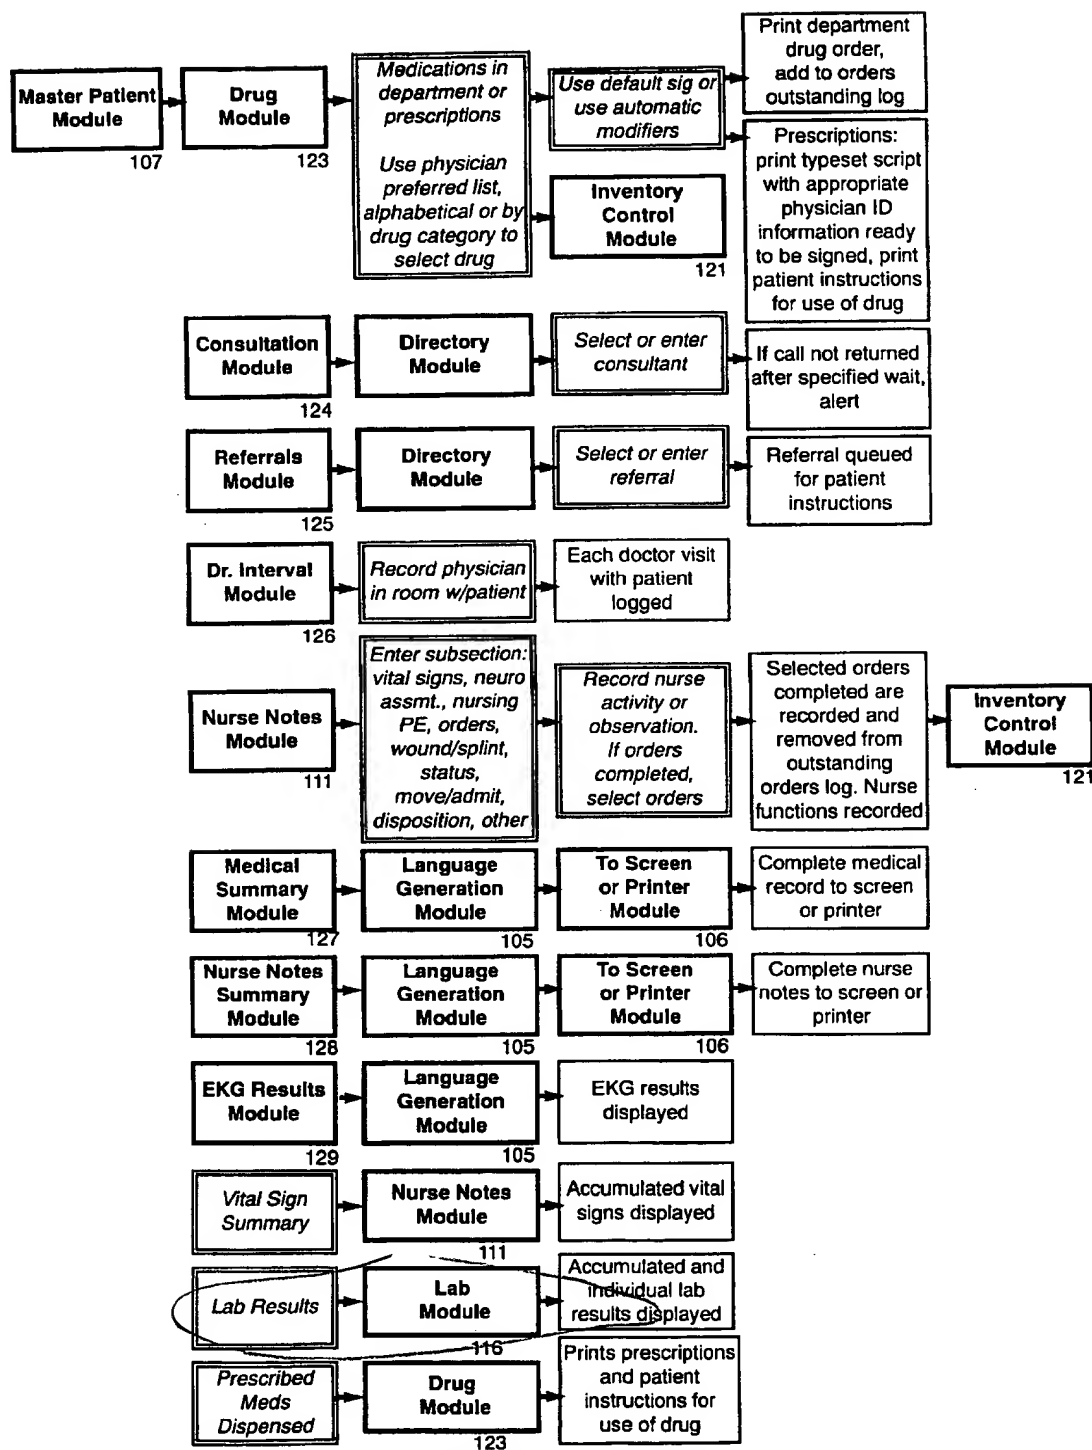 Master Patient
Module
107
Drug
Module
123
Medications in
department or
prescriptions
Use physician
preferred list,
alphabetical or by
drug category to
select drug
Use default sig or
use automatic
modifiers
Inventory
Control
Module
121
Print department
drug order,
add to orders
outstanding log
Prescriptions:
print typeset script
with appropriate
physician ID
information ready
to be signed, print
patient instructions
for use of drug
Consultation
Module
124
Directory
Module
Select or enter
consultant
If call not returned
after specified wait,
alert
Referrals
Module
125
Directory
Module
Select or enter
referral
Referral queued
for patient
instructions
Dr. Interval
Module
126
Record physician
in room w/patient
Each doctor visit
with patient
logged
Nurse Notes
Module
111
Enter subsection:
vital signs, neuro
assmt., nursing
PE, orders,
wound/splint,
status,
move/admit,
disposition, other
Record nurse
activity or
observation.
If orders
completed,
select orders
Selected orders
completed are
recorded and
removed from
outstanding
orders log. Nurse
functions recorded
Inventory
Control
Module
121
Medical
Summary
Module
127
Language
Generation
Module
105
To Screen
or Printer
Module
106
Complete medical
record to screen
or printer
Nurse Notes
Summary
Module
128
Language
Generation
Module
105
To Screen
or Printer
Module
106
Complete nurse
notes to screen or
printer
EKG Results
Module
129
Language
Generation
Module
105
EKG results
displayed
Vital Sign
Summary
Nurse Notes
Module
111
Accumulated vital
signs displayed
Lab Results
Lab
Module
116
Accumulated and
individual lab
results displayed
Prescribed
Meds
Dispensed
Drug
Module
123
Prints prescriptions
and patient
instructions for
use of drug